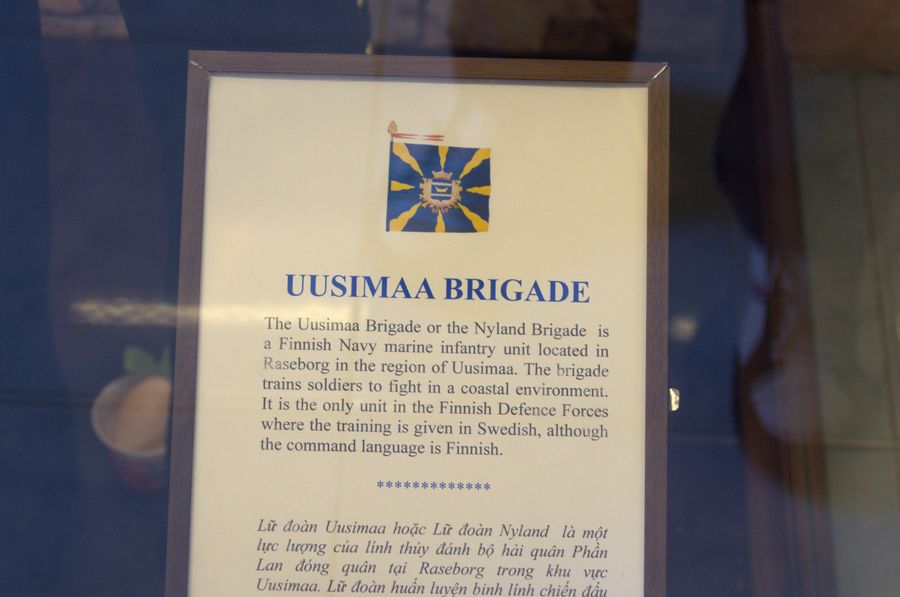 UUSIMAA BRIGADE
The Uusimaa Brigade or the Nyland Brigade is
a Finnish Navy marine infantry unit located in
Raseborg in the region of Uusimaa. The brigade
trains soldiers to fight in a coastal environment.
It is the only unit in the Finnish Defence Forces
where the training is given in Swedish, although
the command language is Finnish.
*************
Lữ đoàn Uusimaa hoặc Lữ đoàn Nyland là một
lực lượng của lính thủy đánh bộ hải quân Phần
Lan đóng quân tại Raseborg trong khu vực
Uusimaa. Lữ đoàn huấn luyện binh lính chiến đấu